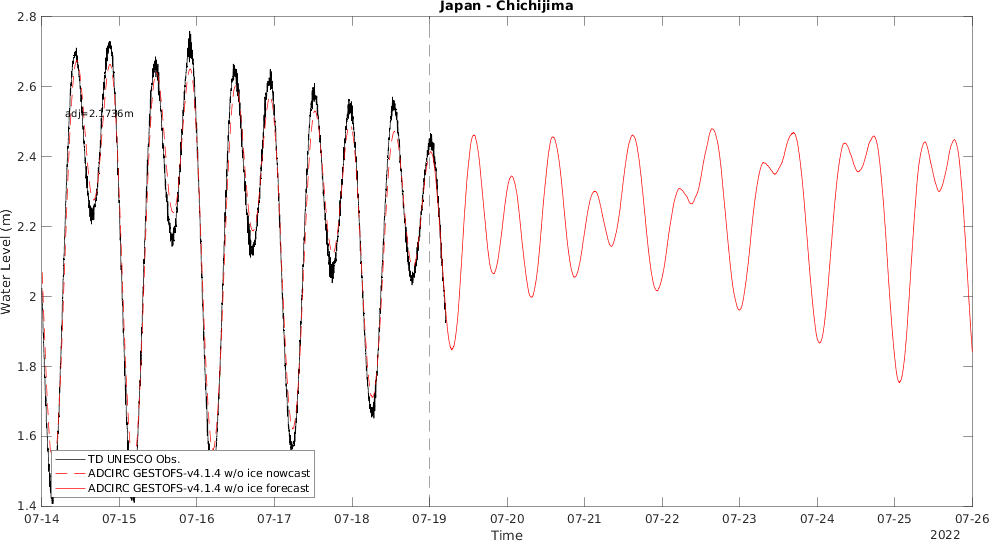 Japan - Chichijima
2.8
2.6
2.4
2.2
2
1.8
1.6
1.4
Water Level (m)
adj=2.1736m
TD UNESCO Obs.
ADCIRC GESTOFS-v4.1.4 w/o ice nowcast
ADCIRC GESTOFS-v4.1.4 w/o ice forecast
07-14 07-15 07-16 07-17 07-18 07-19 07-20 07-21 07-22 07-23 07-24 07-25 07-26
Time
2022